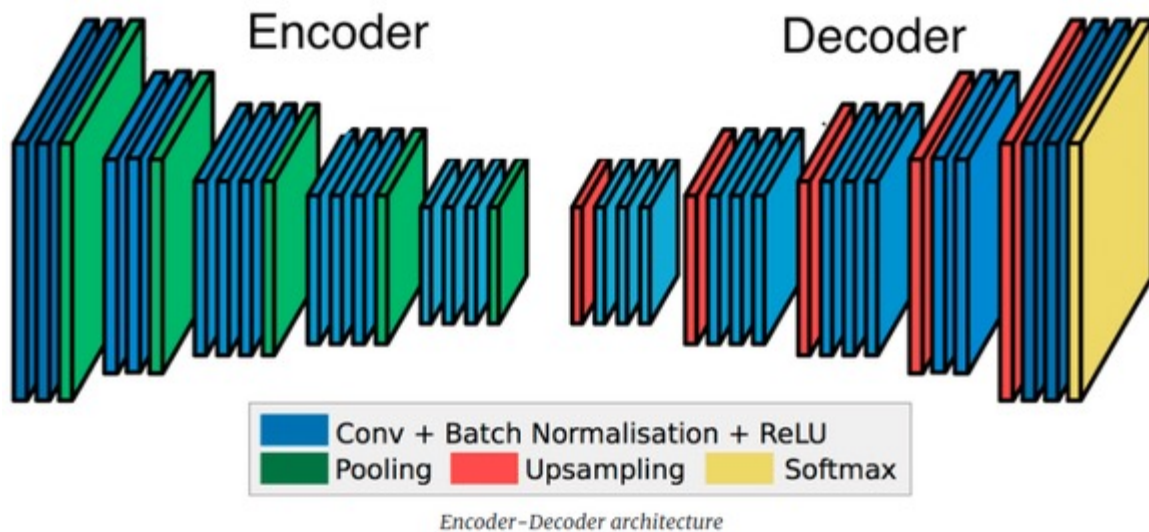 Encoder
Decoder
Conv + Batch Normalisation + ReLU
Pooling Upsampling Softmax
Encoder-Decoder architecture